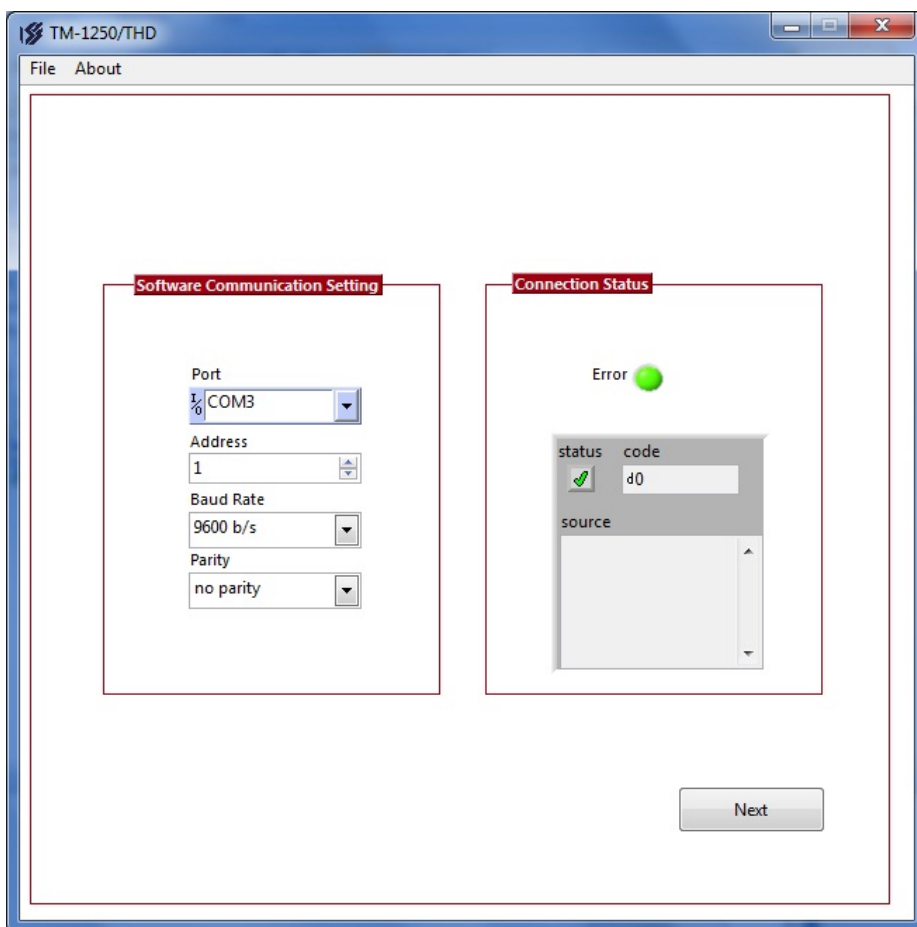 TM-1250/THD
File About
Software Communication Setting
Port
COM3
Address
1
Baud Rate
9600 b/s
Parity
no parity
Connection Status
Error
status code
d0
source
Next